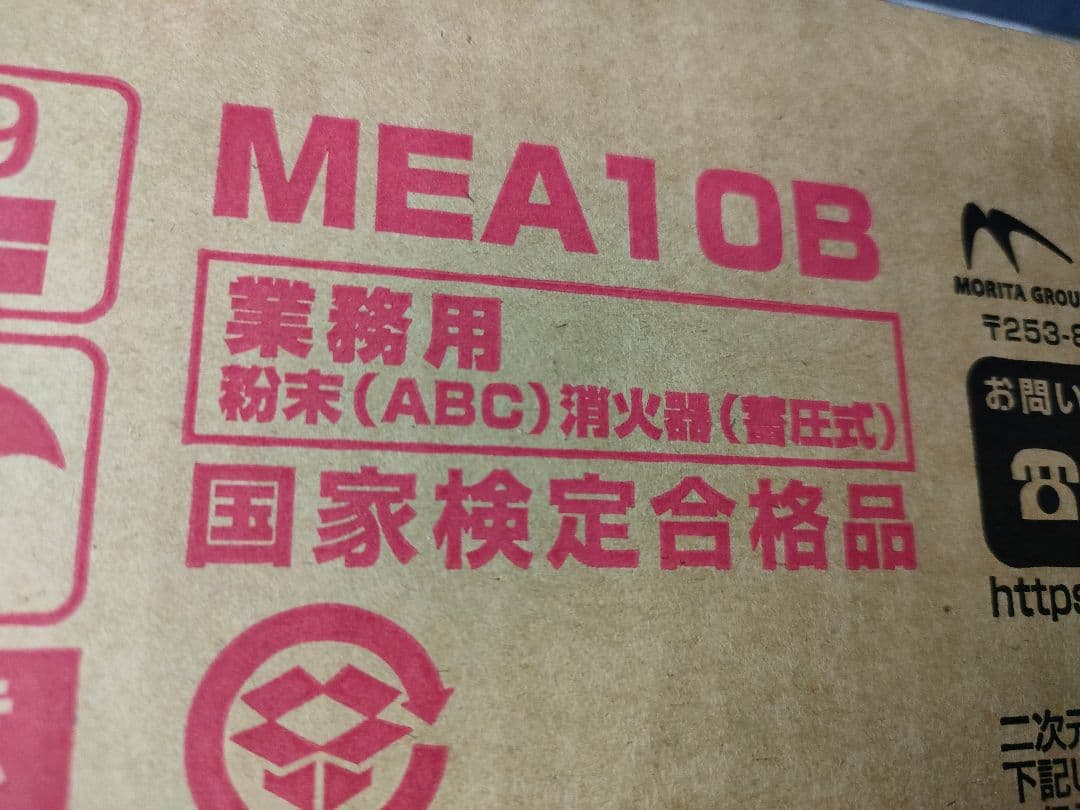 9
MEA10B
業務用
粉末(ABC)消火器(蓄圧式)
国家検定合格品
MORITA GROU
〒253-8
お問い
https
二次元
下記